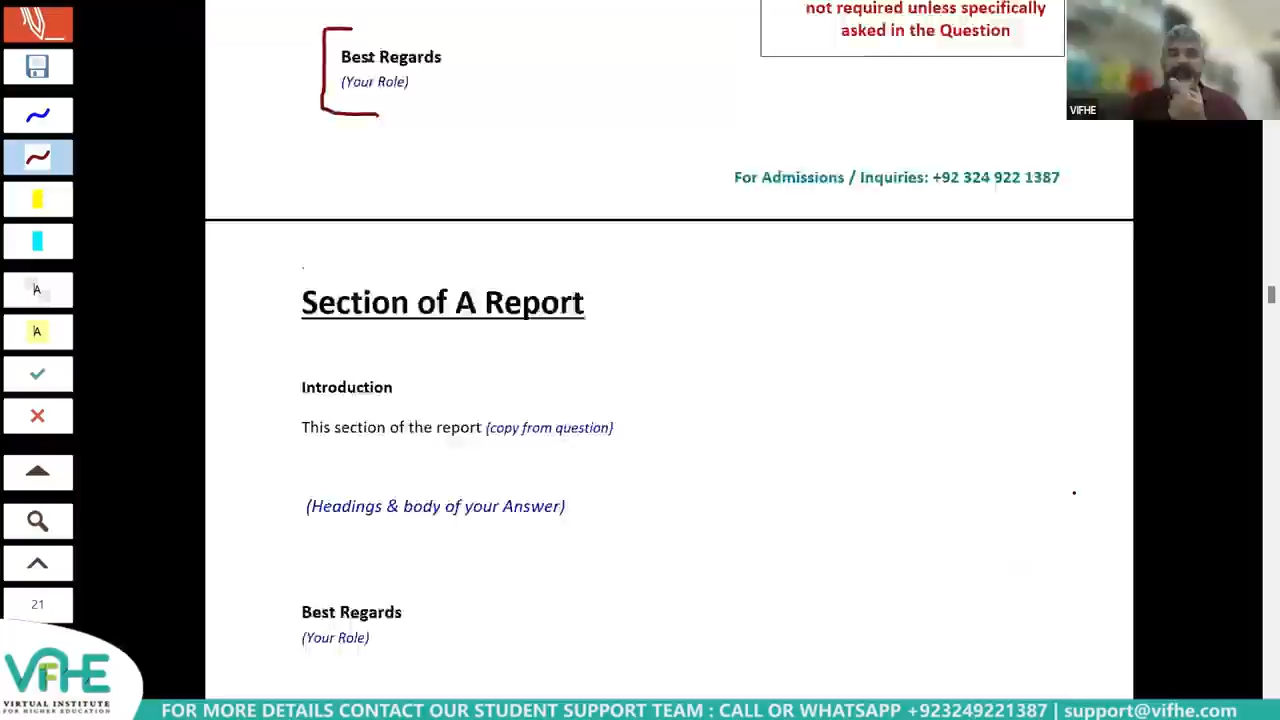 not required unless specifically
asked in the Question
Best Regards
(Your Role)
VIFHE
For Admissions / Inquiries: +92 324 922 1387
Section of A Report
Introduction
This section of the report (copy from question)
(Headings & body of your Answer)
Best Regards
(Your Role)
A
A
21
VIFHE
VIRTUAL INSTITUTE
FOR HIGHER EDUCATION
FOR MORE DETAILS CONTACT OUR STUDENT SUPPORT TEAM : CALL OR WHATSAPP +923249221387 | support@vifhe.com